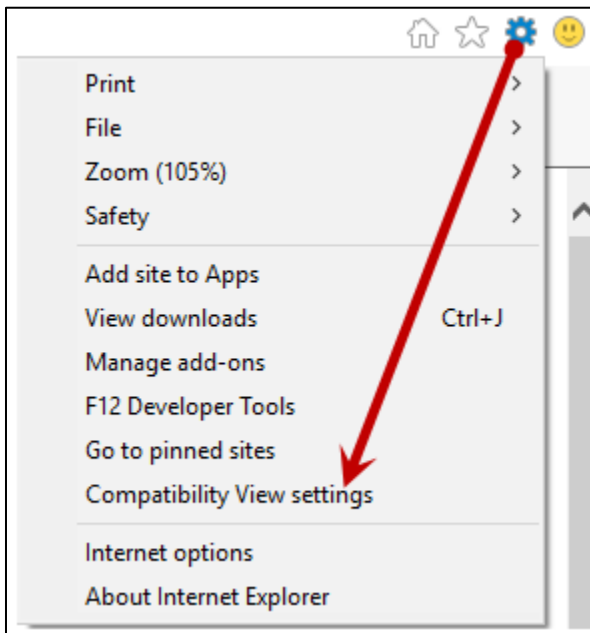 Print
File
Zoom (105%)
Safety
Add site to Apps
View downloads Ctrl+J
Manage add-ons
F12 Developer Tools
Go to pinned sites
Compatibility View settings
Internet options
About Internet Explorer